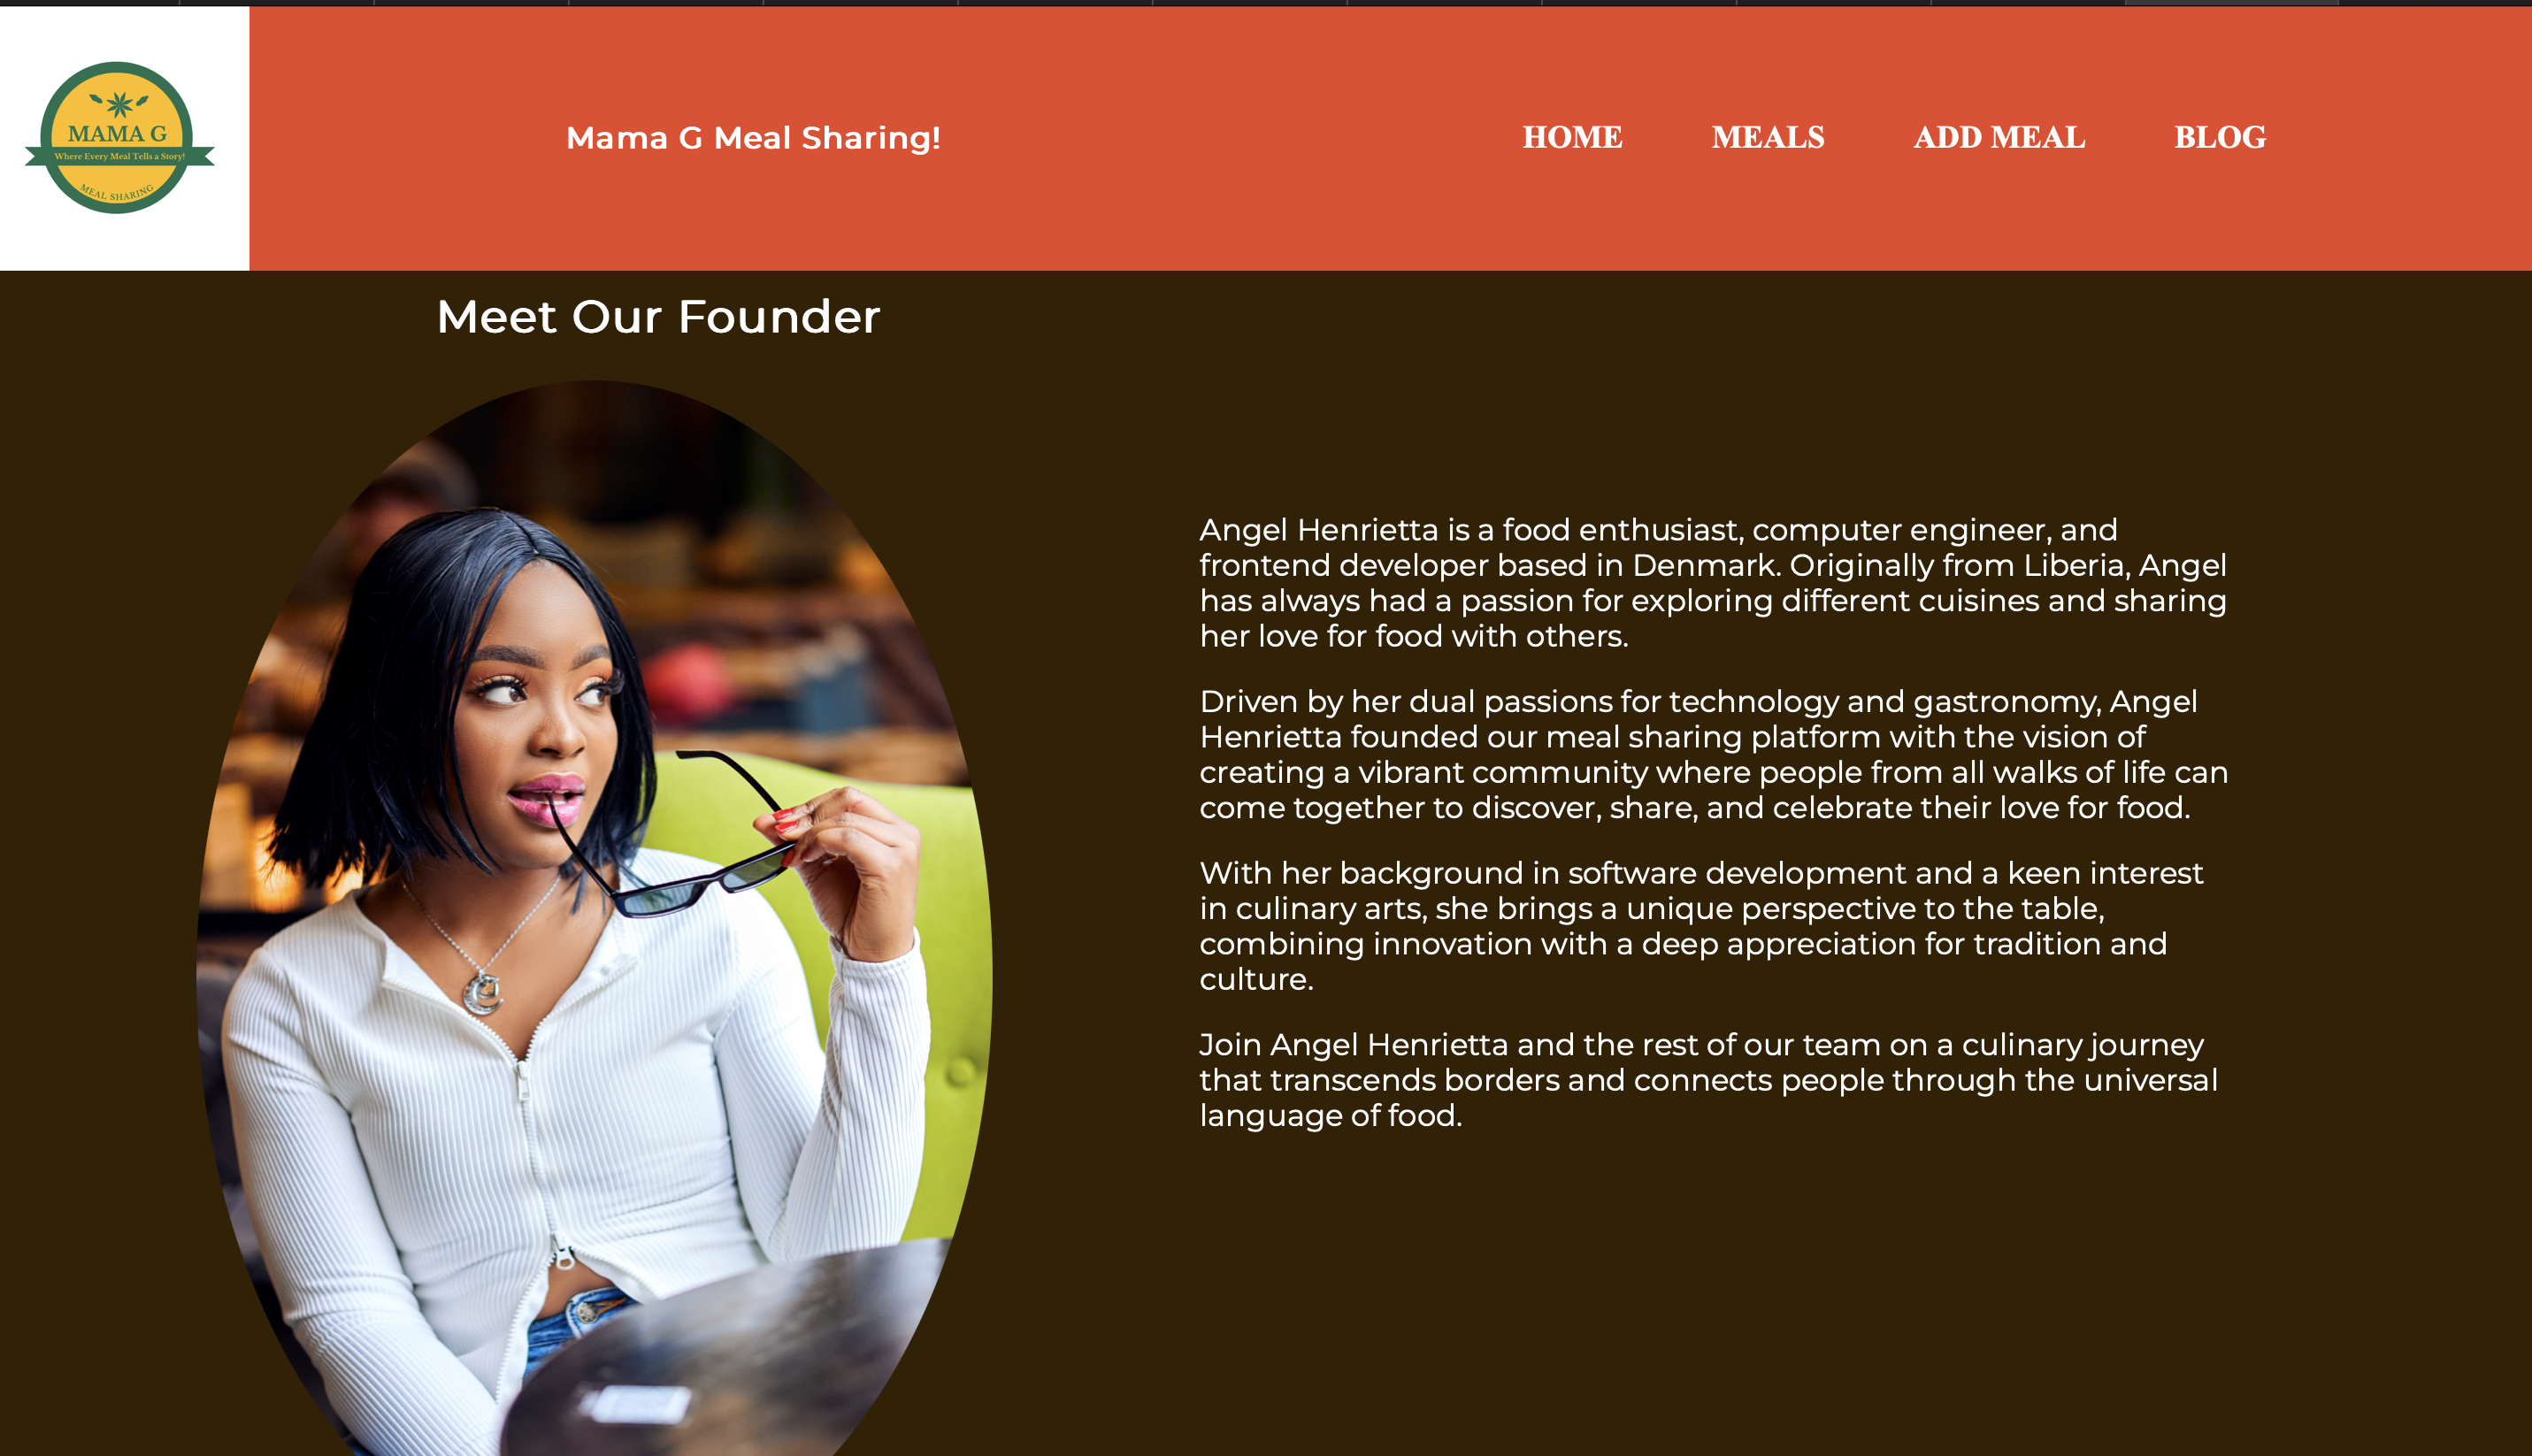 MAMA G
Where Every Meal Tells a Story!
MEAL SHARING
Mama G Meal Sharing!
HOME
MEALS
ADD MEAL
BLOG
Meet Our Founder
Angel Henrietta is a food enthusiast, computer engineer, and
frontend developer based in Denmark. Originally from Liberia, Angel
has always had a passion for exploring different cuisines and sharing
her love for food with others.
Driven by her dual passions for technology and gastronomy, Angel
Henrietta founded our meal sharing platform with the vision of
creating a vibrant community where people from all walks of life can
come together to discover, share, and celebrate their love for food.
With her background in software development and a keen interest
in culinary arts, she brings a unique perspective to the table,
combining innovation with a deep appreciation for tradition and
culture.
Join Angel Henrietta and the rest of our team on a culinary journey
that transcends borders and connects people through the universal
language of food.